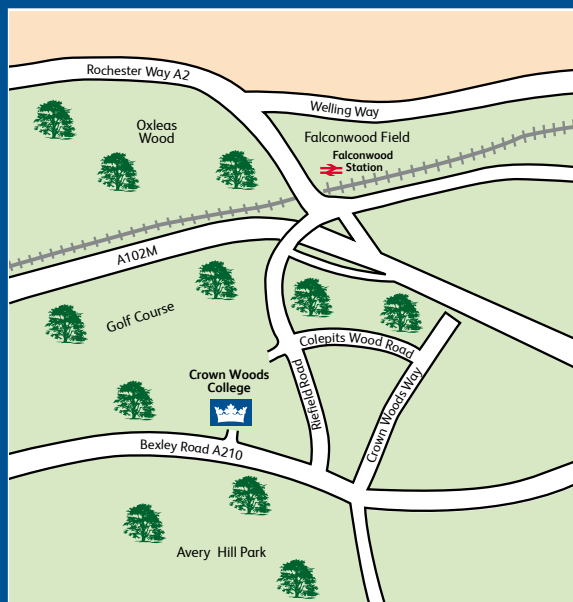 Rochester Way A2
Welling Way
Oxleas
Wood
Falconwood Field
Falconwood
Station
A102M
Golf Course
Colepits Wood Road
Crown Woods
College
Riefield Road
Crown Woods Way
Bexley Road A210
Avery Hill Park